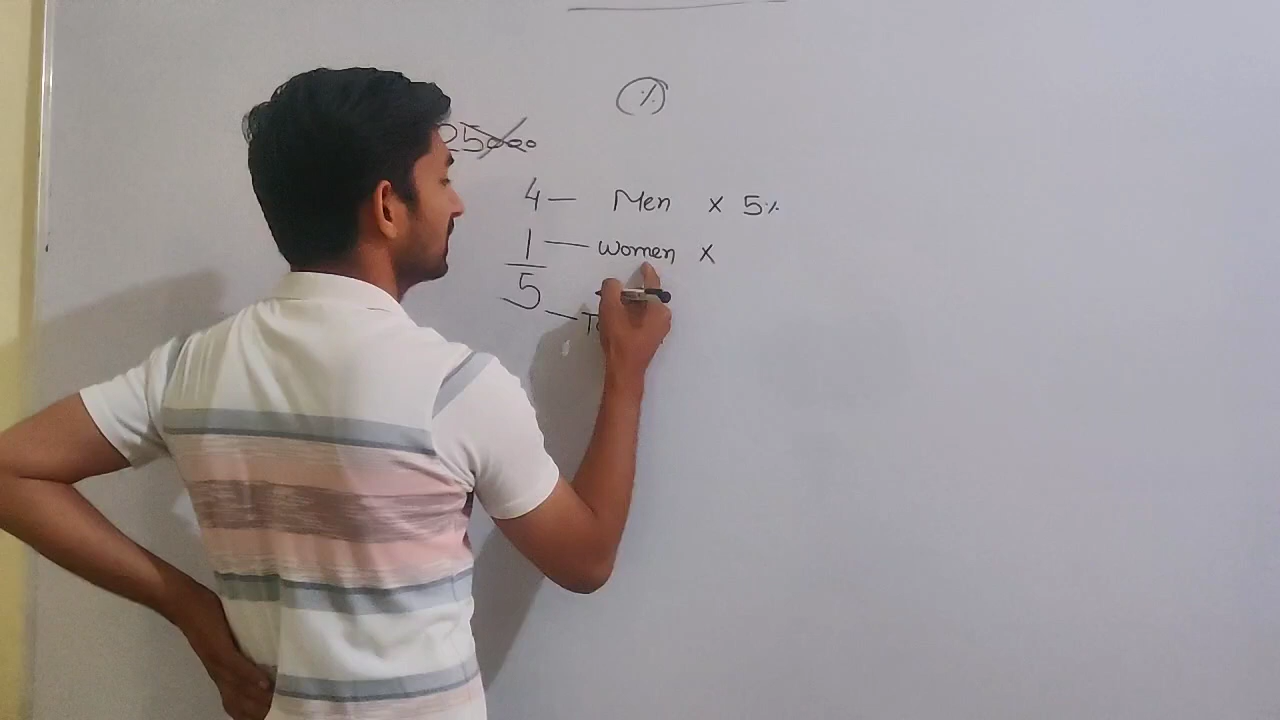 %
25000
4 — Men × 5%
1 — women ×
5